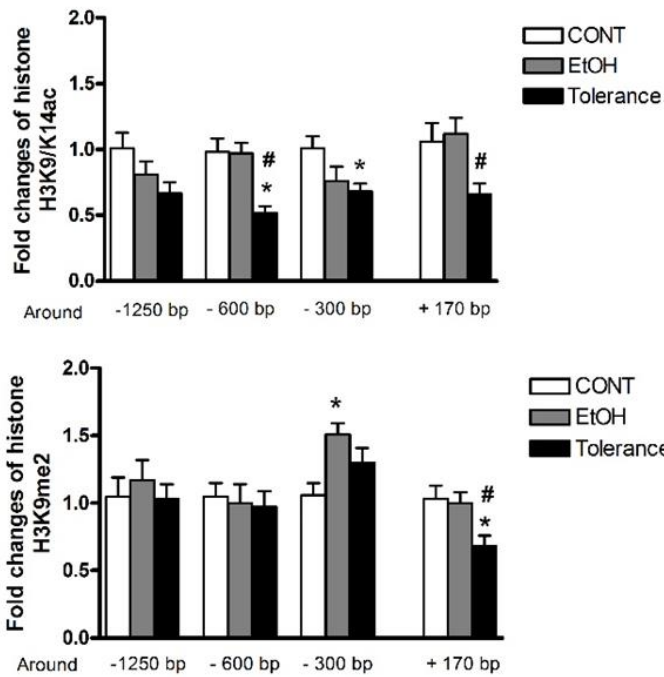 Fold changes of histone
H3K9/K14ac
2.0
1.5
1.0
0.5
0.0
#
*
*
#
CONT
EtOH
Tolerance
Around -1250 bp - 600 bp - 300 bp + 170 bp
Fold changes of histone
H3K9me2
2.0
1.5
1.0
0.5
0.0
*
#
*
CONT
EtOH
Tolerance
Around -1250 bp - 600 bp - 300 bp + 170 bp